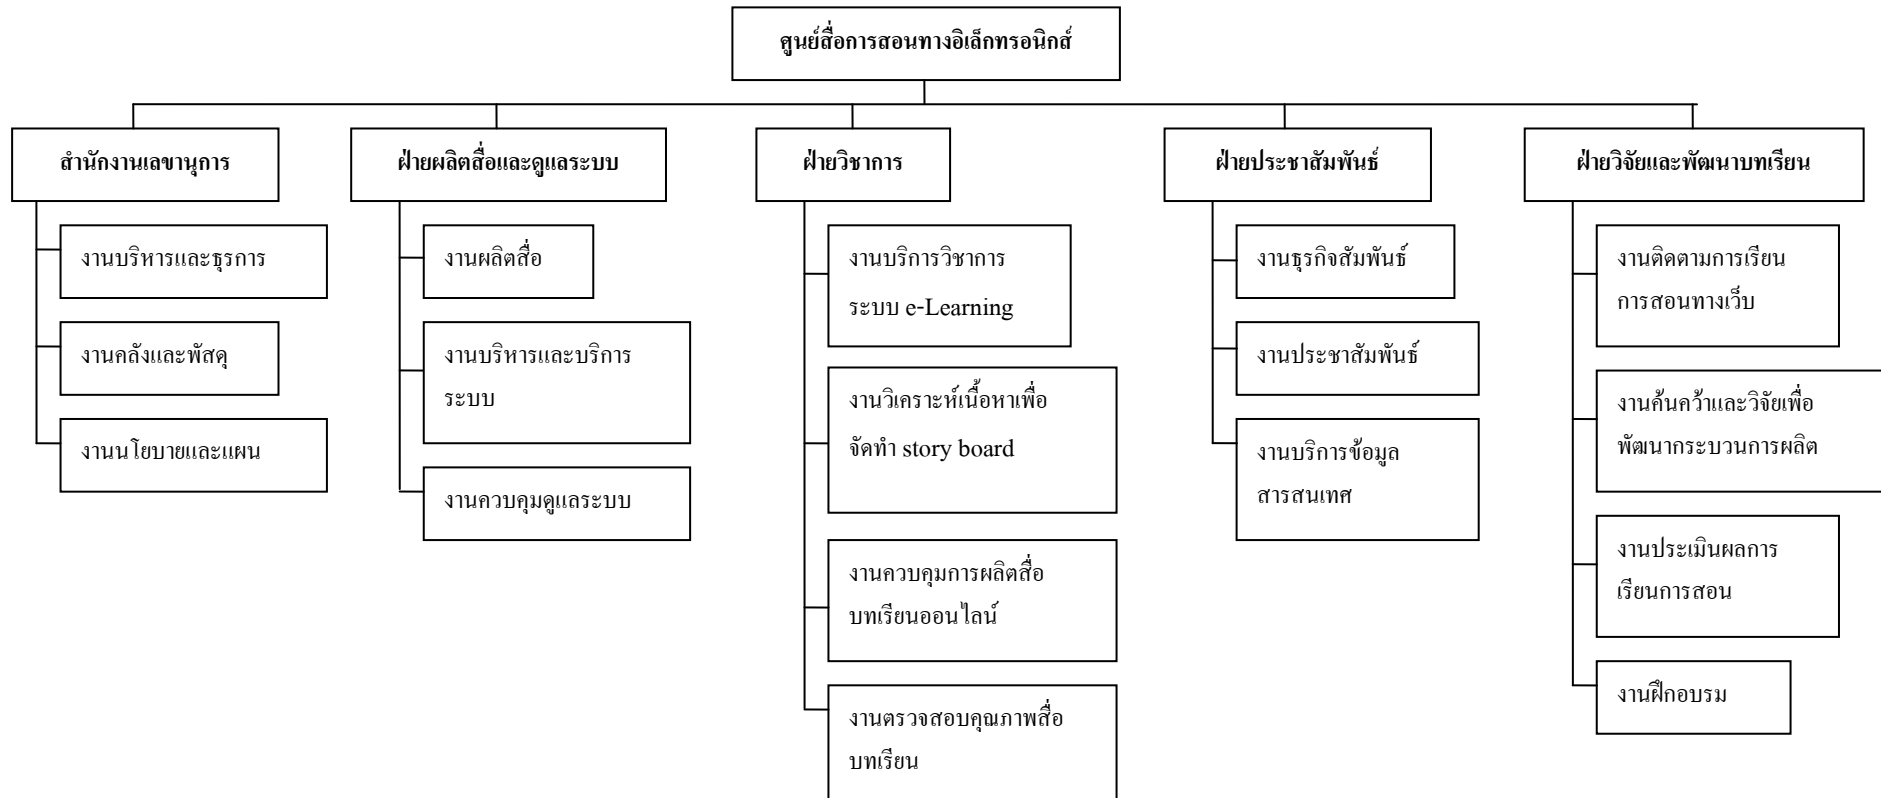 ศูนย์สื่อการสอนทางอิเล็กทรอนิกส์
สำนักงานเลขานุการ
งานบริหารและธุรการ
งานคลังและพัสดุ
งานนโยบายและแผน
ฝ่ายผลิตสื่อและดูแลระบบ
งานผลิตสื่อ
งานบริหารและบริการ
ระบบ
งานควบคุมดูแลระบบ
ฝ่ายวิชาการ
งานบริการวิชาการ
ระบบ e-Learning
งานวิเคราะห์เนื้อหาเพื่อ
จัดทำ story board
งานควบคุมการผลิตสื่อ
บทเรียนออนไลน์
งานตรวจสอบคุณภาพสื่อ
บทเรียน
ฝ่ายประชาสัมพันธ์
งานธุรกิจสัมพันธ์
งานประชาสัมพันธ์
งานบริการข้อมูล
สารสนเทศ
ฝ่ายวิจัยและพัฒนาบทเรียน
งานติดตามการเรียน
การสอนทางเว็บ
งานค้นคว้าและวิจัยเพื่อ
พัฒนากระบวนการผลิต
งานประเมินผลการ
เรียนการสอน
งานฝึกอบรม